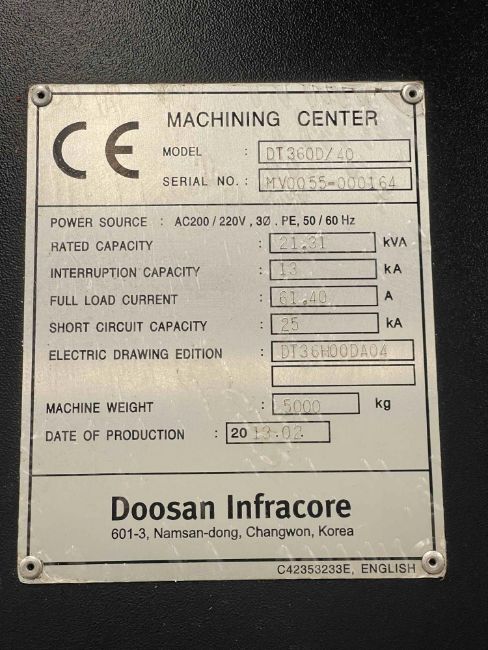 CE MACHINING CENTER
MODEL : DT360D/40
SERIAL NO. : MV0055-000164
POWER SOURCE : AC200 / 220V , 3Ø . PE, 50 / 60 Hz
RATED CAPACITY : 21.31 kVA
INTERRUPTION CAPACITY : 13 kA
FULL LOAD CURRENT : 61.40 A
SHORT CIRCUIT CAPACITY : 25 kA
ELECTRIC DRAWING EDITION : DT36H00DA04
MACHINE WEIGHT : 5000 kg
DATE OF PRODUCTION : 20 13.02
Doosan Infracore
601-3, Namsan-dong, Changwon, Korea
C42353233E, ENGLISH